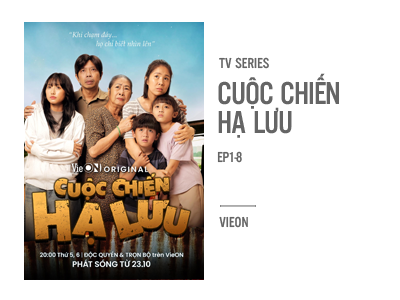 "Khi chạm đáy...
họ chỉ biết nhìn lên"
VieON ORIGINAL
CUỘC CHIẾN
HẠ LƯU
20:00 Thứ 5, 6 | ĐỘC QUYỀN & TRỌN BỘ trên VieON
PHÁT SÓNG TỪ 23.10
TV SERIES
CUỘC CHIẾN
HẠ LƯU
EP1-8
VIEON